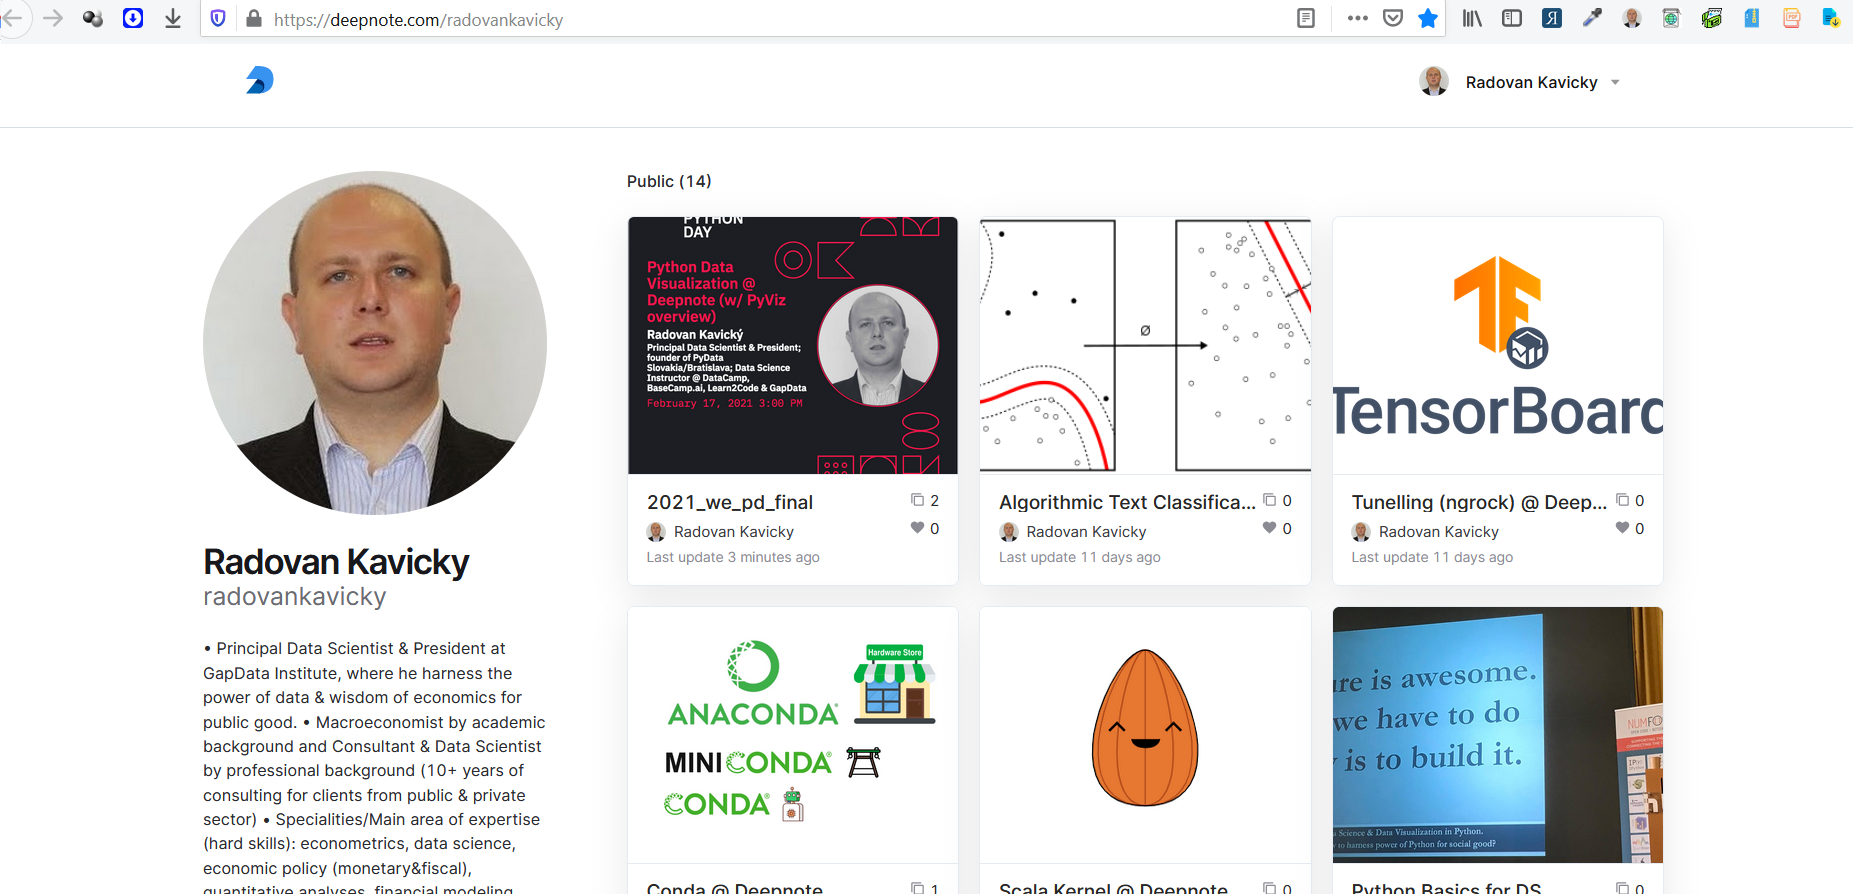 https://deepnote.com/radovankavicky
Radovan Kavicky
Public (14)
PYTHON
DAY
Python Data
Visualization @
Deepnote (w/ PyViz
overview)
Radovan Kavický
Principal Data Scientist & President;
founder of PyData
Slovakia/Bratislava; Data Science
Instructor @ DataCamp,
BaseCamp.ai, Learn2Code & GapData
February 17, 2021 3:00 PM
2021_we_pd_final
2
Radovan Kavicky
0
Last update 3 minutes ago
Ø
Algorithmic Text Classifica...
0
Radovan Kavicky
0
Last update 11 days ago
TensorBoard
Tunelling (ngrock) @ Deep...
0
Radovan Kavicky
0
Last update 11 days ago
Radovan Kavicky
radovankavicky
• Principal Data Scientist & President at
GapData Institute, where he harness the
power of data & wisdom of economics for
public good. • Macroeconomist by academic
background and Consultant & Data Scientist
by professional background (10+ years of
consulting for clients from public & private
sector) • Specialities/Main area of expertise
(hard skills): econometrics, data science,
economic policy (monetary&fiscal),
quantitative analyses, financial modeling
ANACONDA
Hardware Store
MINICONDA
CONDA
Conda @ Deepnote
1
Scala Kernel @ Deepnote
0
re is awesome.
we have to do
is to build it.
Science & Data Visualization in Python.
to harness power of Python for social good?
NUMFO
Python Basics for DS
0